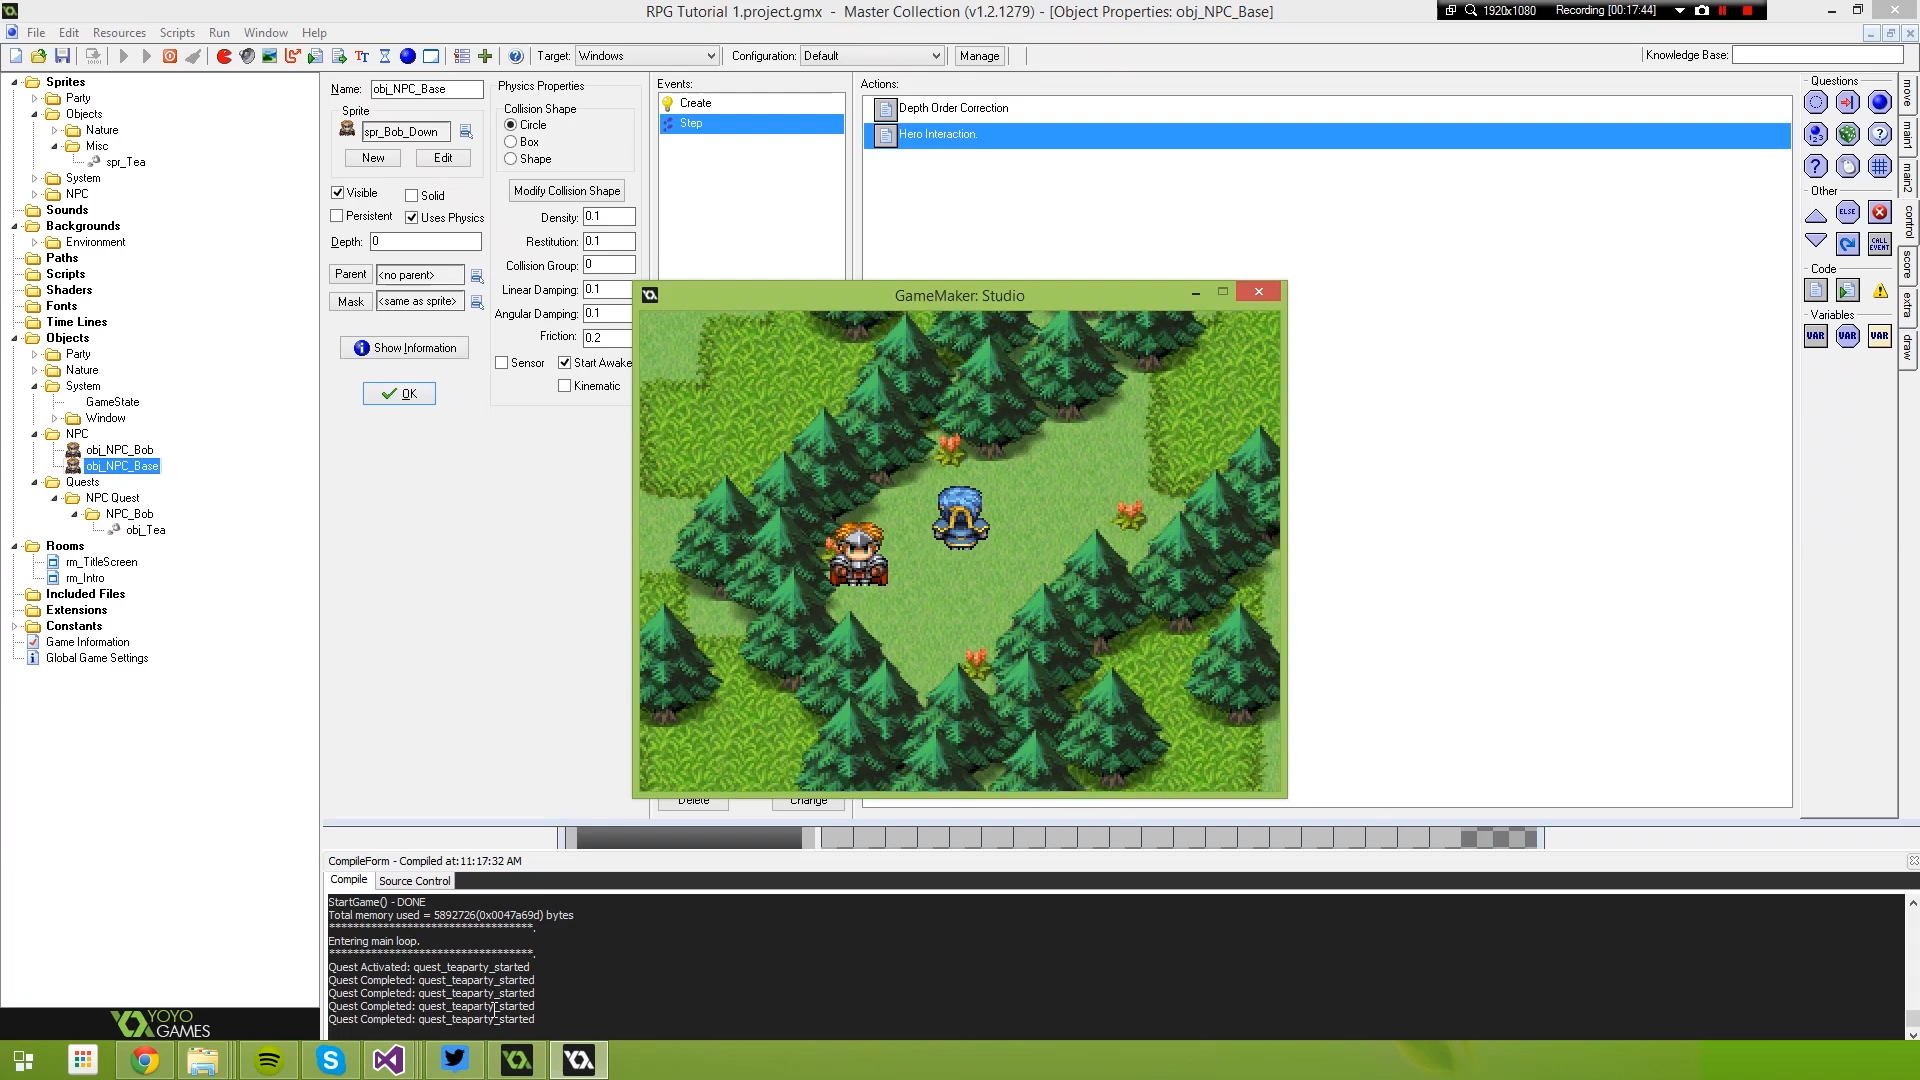 RPG Tutorial 1.project.gmx - Master Collection (v1.2.1279) - [Object Properties: obj_NPC_Base]
1920x1080 Recording [00:17:44]
File Edit Resources Scripts Run Window Help
Target: Windows Configuration: Default Manage Knowledge Base:
Sprites
Party
Objects
Nature
Misc
spr_Tea
System
NPC
Sounds
Backgrounds
Environment
Paths
Scripts
Shaders
Fonts
Time Lines
Objects
Party
Nature
System
GameState
Window
NPC
obj_NPC_Bob
obj_NPC_Base
Quests
NPC Quest
NPC_Bob
obj_Tea
Rooms
rm_TitleScreen
rm_Intro
Included Files
Extensions
Constants
Game Information
Global Game Settings
YOYO
GAMES
Name: obj_NPC_Base
Sprite
spr_Bob_Down
New Edit
Visible Solid
Persistent Uses Physics
Depth: 0
Parent <no parent>
Mask <same as sprite>
Show Information
OK
Physics Properties
Collision Shape
Circle
Box
Shape
Modify Collision Shape
Density: 0.1
Restitution: 0.1
Collision Group: 0
Linear Damping: 0.1
Angular Damping: 0.1
Friction: 0.2
Sensor Start Awake
Kinematic
Events:
Create
Step
Delete Change
Actions:
Depth Order Correction
Hero Interaction.
GameMaker: Studio
Questions
Other
ELSE
CALL EVENT
Code
Variables
VAR VAR VAR
move
main1
main2
control
score
extra
draw
CompileForm - Compiled at:11:17:32 AM
Compile Source Control
StartGame() - DONE
Total memory used = 5892726(0x0047a69d) bytes
**********************************.
Entering main loop.
**********************************.
Quest Activated: quest_teaparty_started
Quest Completed: quest_teaparty_started
Quest Completed: quest_teaparty_started
Quest Completed: quest_teaparty_started
Quest Completed: quest_teaparty_started